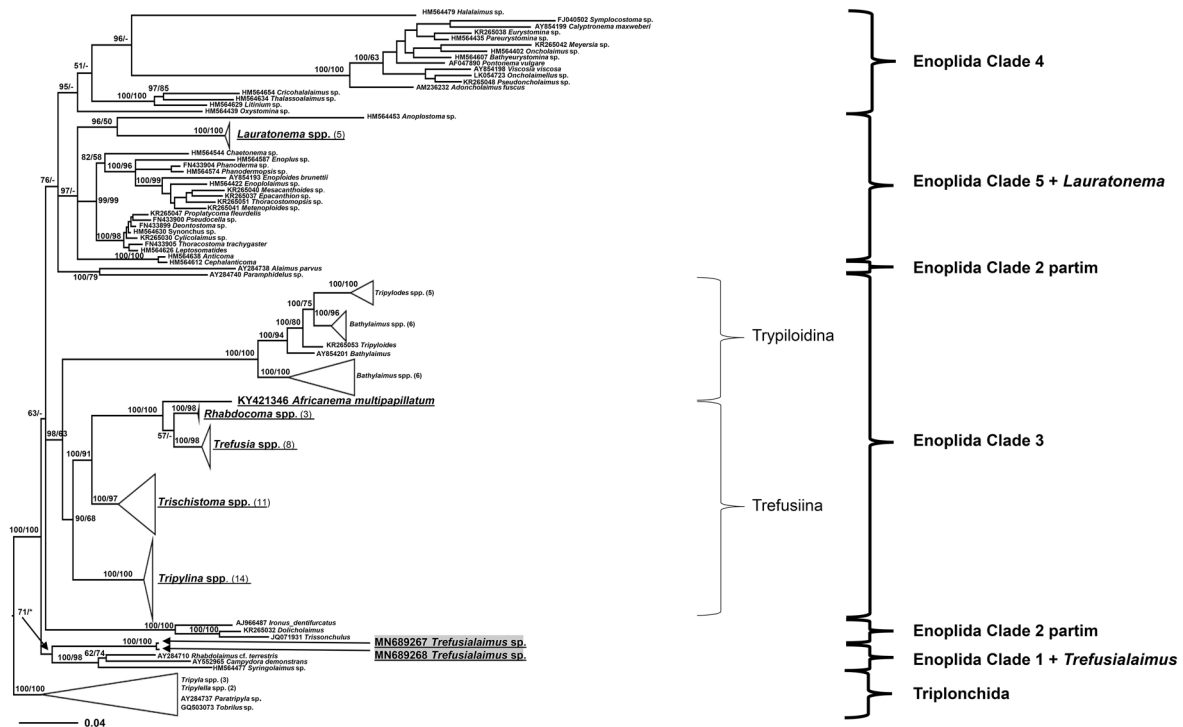 HM564479 Halalaimus sp.
96/-
FJ040502 Symplocostoma sp.
AY854199 Calyptronema maxweberi
KR265038 Eurystomina sp.
HM564435 Pareurystomina sp.
KR265042 Meyersia sp.
HM564402 Oncholaimus sp.
100/63
HM564607 Bathyeurystomina sp.
AF047890 Pontonema vulgare
AY854198 Viscosia viscosa
LK054723 Oncholaimellus sp.
KR265048 Pseudoncholaimus sp.
100/100
AM236232 Adoncholaimus fuscus
Enoplida Clade 4
51/-
95/-
97/85
HM564654 Cricohalalaimus sp.
HM564634 Thalassoalaimus sp.
100/100
HM564629 Litinium sp.
HM564439 Oxystomina sp.
HM564453 Anoplostoma sp.
96/50
100/100
Lauratonema spp. (5)
82/58
HM564544 Chaetonema sp.
HM564587 Enoplus sp.
100/96
FN433904 Phanoderma sp.
HM564574 Phanodermopsis sp.
AY854193 Enoploides brunettii
100/99
HM564422 Enoplolaimus sp.
KR265040 Mesacanthoides sp.
KR265037 Epacanthion sp.
KR265051 Thoracostomopsis sp.
KR265041 Metenoploides sp.
Enoplida Clade 5 + Lauratonema
76/-
97/-
99/99
KR265047 Proplatycoma fleurdelis
FN433900 Pseudocella sp.
FN433899 Deontostoma sp.
HM564630 Synonchus sp.
100/98
KR265030 Cylicolaimus sp.
FN433905 Thoracostoma trachygaster
HM564626 Leptosomatides
100/100
HM564638 Anticoma
HM564612 Cephalanticoma
AY284738 Alaimus parvus
100/79
AY284740 Paramphidelus sp.
Enoplida Clade 2 partim
100/100
Tripylodes spp. (5)
100/75
100/96
100/80
Bathylaimus spp. (6)
100/94
KR265053 Tripyloides
AY854201 Bathylaimus
100/100
100/100
Bathylaimus spp. (6)
Trypiloidina
KY421346 Africanema multipapillatum
100/100
100/98
Rhabdocoma spp. (3)
63/-
98/63
57/-
100/98
Trefusia spp. (8)
Enoplida Clade 3
100/91
100/97
Trischistoma spp. (11)
Trefusiina
90/68
100/100
100/100
Tripylina spp. (14)
71/*
AJ966487 Ironus_dentifurcatus
100/100
100/100
KR265032 Dolicholaimus
JQ071931 Trissonchulus
Enoplida Clade 2 partim
100/100
MN689267 Trefusialaimus sp.
MN689268 Trefusialaimus sp.
62/74
AY284710 Rhabdolaimus cf. terrestris
100/98
AY552965 Campydora demonstrans
HM564477 Syringolaimus sp.
Enoplida Clade 1 + Trefusialaimus
Tripyla spp. (3)
Tripylella spp. (2)
100/100
AY284737 Paratripyla sp.
GQ503073 Tobrilus sp.
Triplonchida
0.04